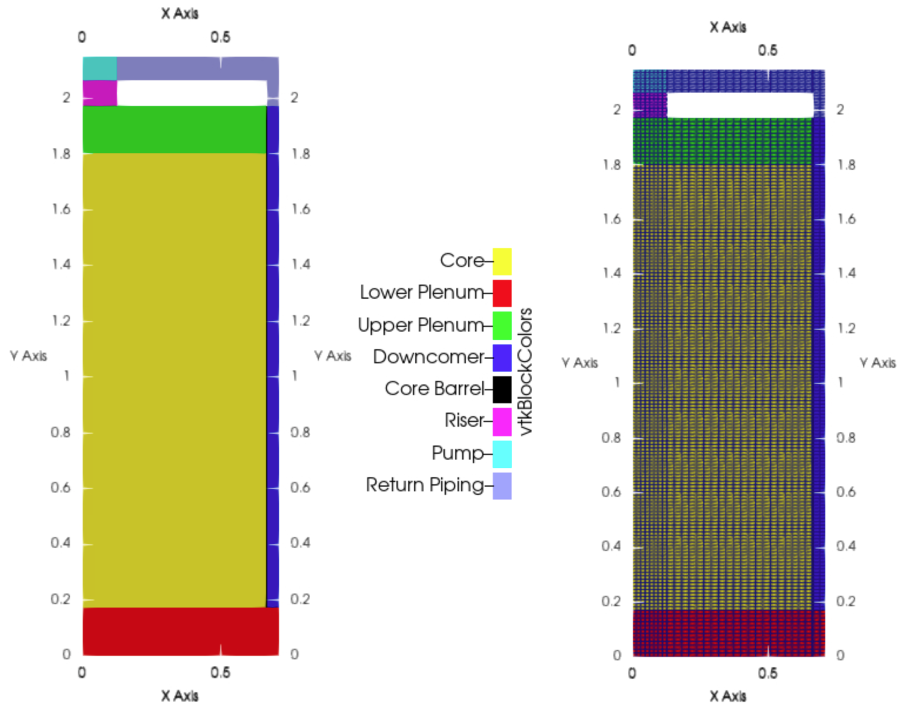 X Axis
0 0.5
2 2
1.8 1.8
1.6 1.6
1.4 1.4
1.2 1.2
Y Axis Y Axis
1 1
0.8 0.8
0.6 0.6
0.4 0.4
0.2 0.2
0 0
0 0.5
X Axis
Core
Lower Plenum
Upper Plenum
Downcomer
Core Barrel
Riser
Pump
Return Piping
vtkBlockColors
X Axis
0 0.5
2 2
1.8 1.8
1.6 1.6
1.4 1.4
1.2 1.2
Y Axis Y Axis
1 1
0.8 0.8
0.6 0.6
0.4 0.4
0.2 0.2
0 0
0 0.5
X Axis